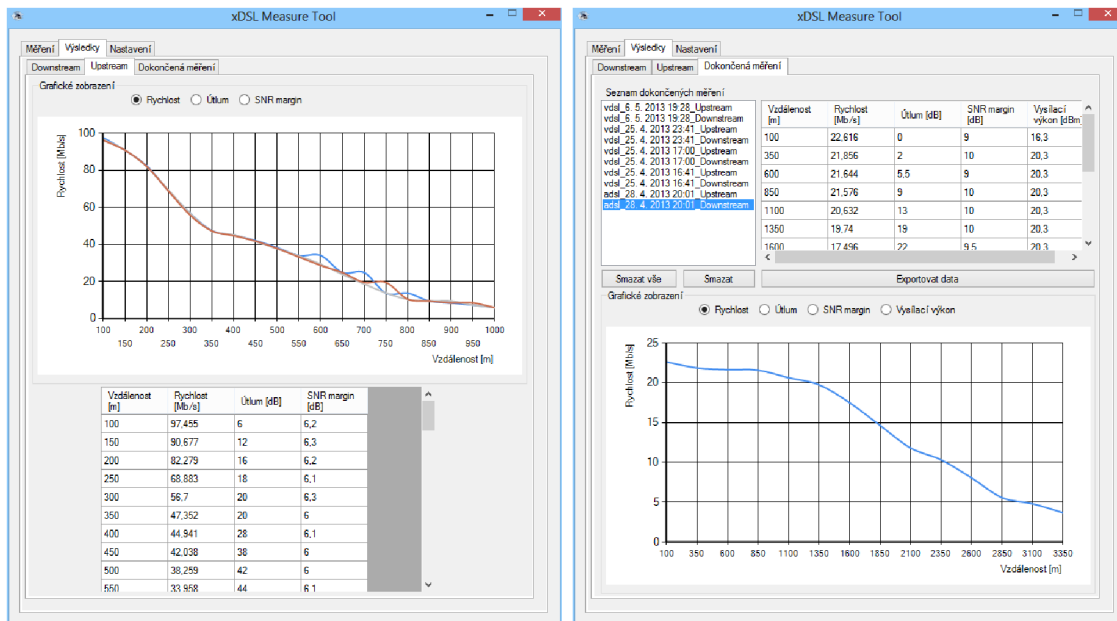 xDSL Measure Tool
Měření Výsledky Nastavení
Downstream Upstream Dokončená měření
Grafické zobrazení
Rychlost Útlum SNR margin
Rychlost [Mb/s]
100
80
60
40
20
0
100 200 300 400 500 600 700 800 900 1000
150 250 350 450 550 650 750 850 950
Vzdálenost [m]
Vzdálenost [m] Rychlost [Mb/s] Útlum [dB] SNR margin [dB]
100 97,455 6 6,2
150 90,677 12 6,3
200 82,279 16 6,2
250 68,883 18 6,1
300 56,7 20 6,3
350 47,352 20 6
400 44,941 28 6,1
450 42,038 38 6
500 38,259 42 6
550 33,958 44 6,1
xDSL Measure Tool
Měření Výsledky Nastavení
Downstream Upstream Dokončená měření
Seznam dokončených měření
vdsl_6. 5. 2013 19:28_Upstream
vdsl_6. 5. 2013 19:28_Downstream
vdsl_25. 4. 2013 23:41_Upstream
vdsl_25. 4. 2013 23:41_Downstream
vdsl_25. 4. 2013 17:00_Upstream
vdsl_25. 4. 2013 17:00_Downstream
vdsl_25. 4. 2013 16:41_Upstream
vdsl_25. 4. 2013 16:41_Downstream
adsl_28. 4. 2013 20:01_Upstream
adsl_28. 4. 2013 20:01_Downstream
Vzdálenost [m] Rychlost [Mb/s] Útlum [dB] SNR margin [dB] Vysílací výkon [dBm]
100 22,616 0 9 16,3
350 21,856 2 10 20,3
600 21,644 5,5 9 20,3
850 21,576 9 10 20,3
1100 20,632 13 10 20,3
1350 19,74 19 10 20,3
1600 17,496 22 9,5 20,3
Smazat vše Smazat Exportovat data
Grafické zobrazení
Rychlost Útlum SNR margin Vysílací výkon
Rychlost [Mb/s]
25
20
15
10
5
0
100 350 600 850 1100 1350 1600 1850 2100 2350 2600 2850 3100 3350
Vzdálenost [m]